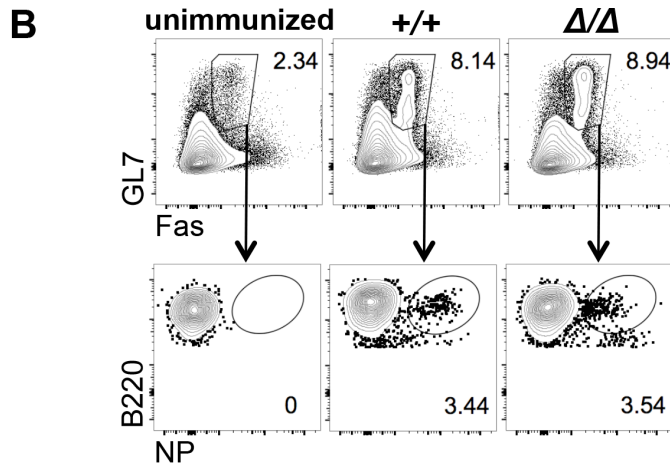 B
unimmunized +/+ Δ/Δ
2.34 8.14 8.94
GL7
Fas
0 3.44 3.54
B220
NP